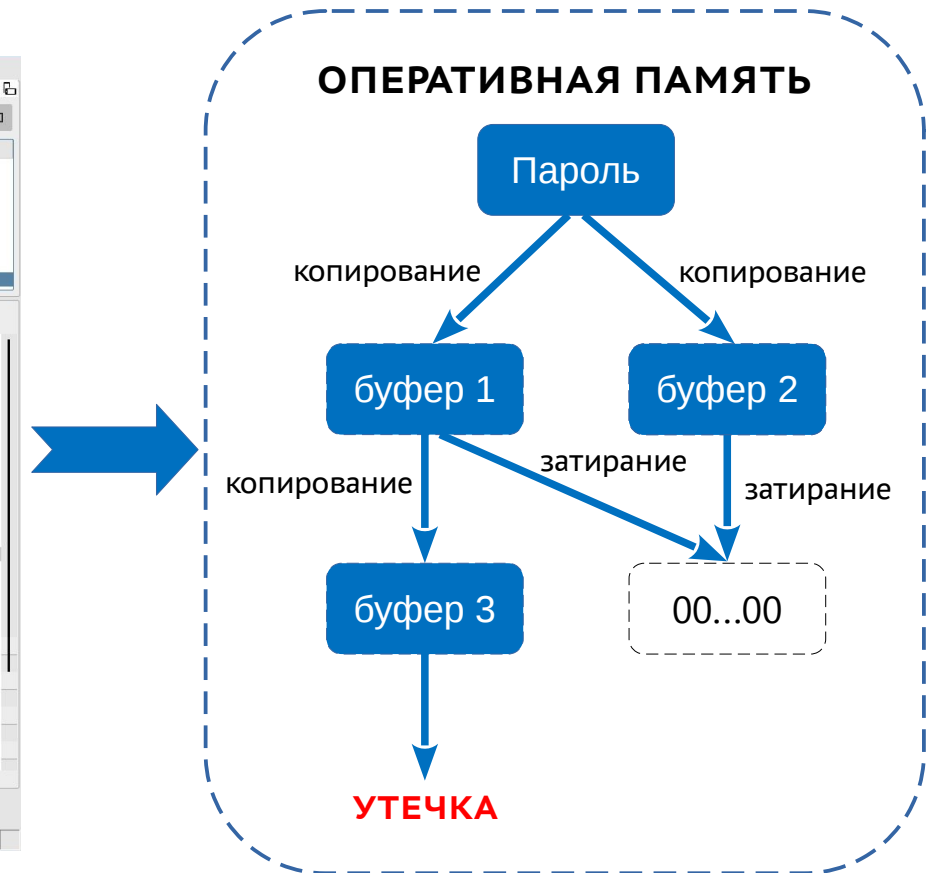 ОПЕРАТИВНАЯ ПАМЯТЬ
Пароль
копирование
копирование
буфер 1
буфер 2
затирание
копирование
затирание
буфер 3
00...00
УТЕЧКА